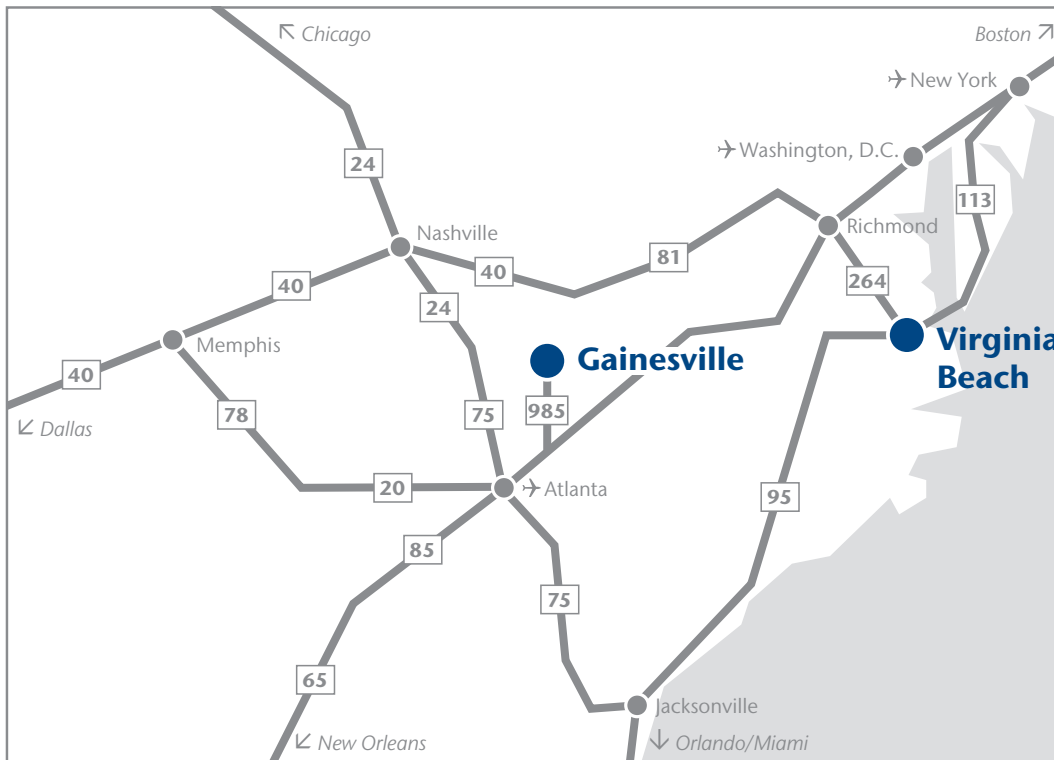 Chicago
Boston
New York
Washington, D.C.
24
113
Richmond
Nashville
81
40
264
40
24
Virginia
Beach
Memphis
Gainesville
40
985
75
78
Dallas
20
Atlanta
95
85
75
65
Jacksonville
New Orleans
Orlando/Miami